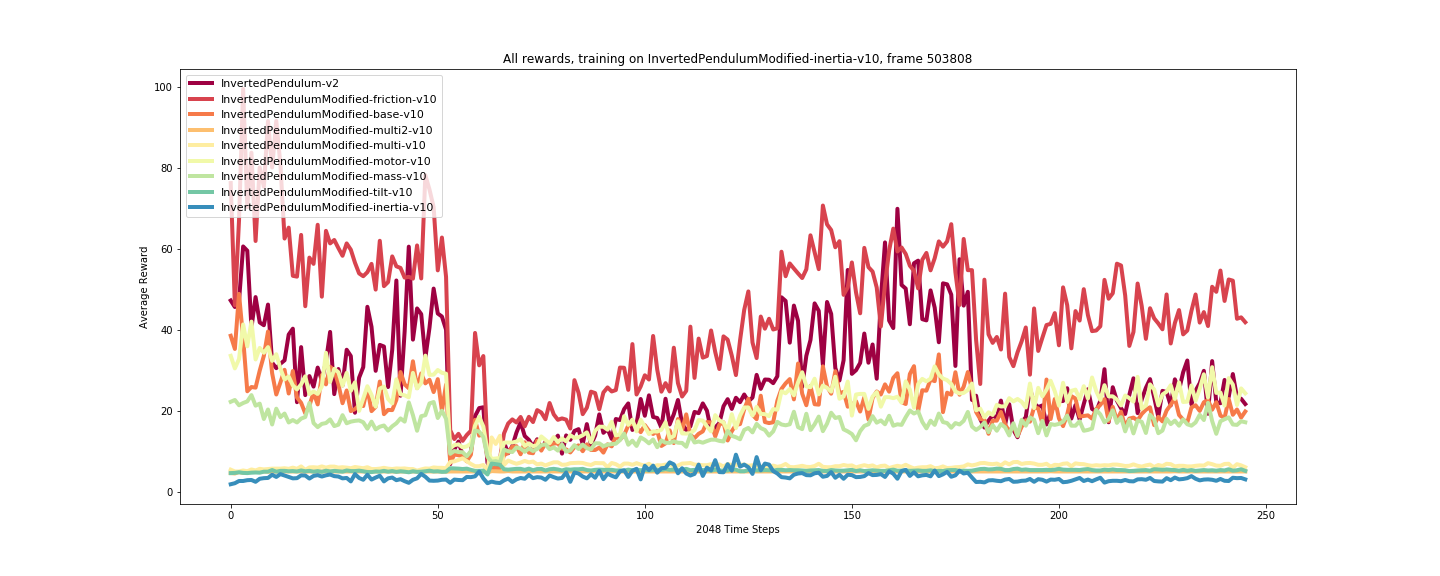 All rewards, training on InvertedPendulumModified-inertia-v10, frame 503808
InvertedPendulum-v2
InvertedPendulumModified-friction-v10
InvertedPendulumModified-base-v10
InvertedPendulumModified-multi2-v10
InvertedPendulumModified-multi-v10
InvertedPendulumModified-motor-v10
InvertedPendulumModified-mass-v10
InvertedPendulumModified-tilt-v10
InvertedPendulumModified-inertia-v10
100
80
60
40
20
0
Average Reward
0
50
100
150
200
250
2048 Time Steps